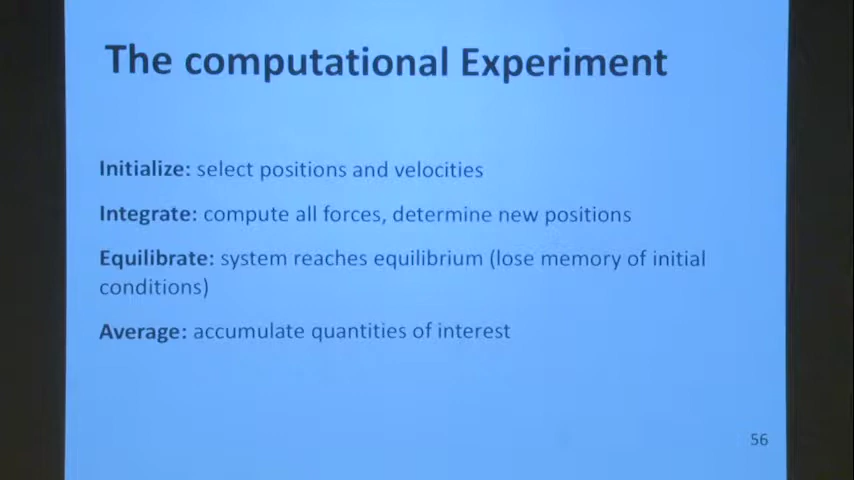 The computational Experiment
Initialize: select positions and velocities
Integrate: compute all forces, determine new positions
Equilibrate: system reaches equilibrium (lose memory of initial
conditions)
Average: accumulate quantities of interest
56